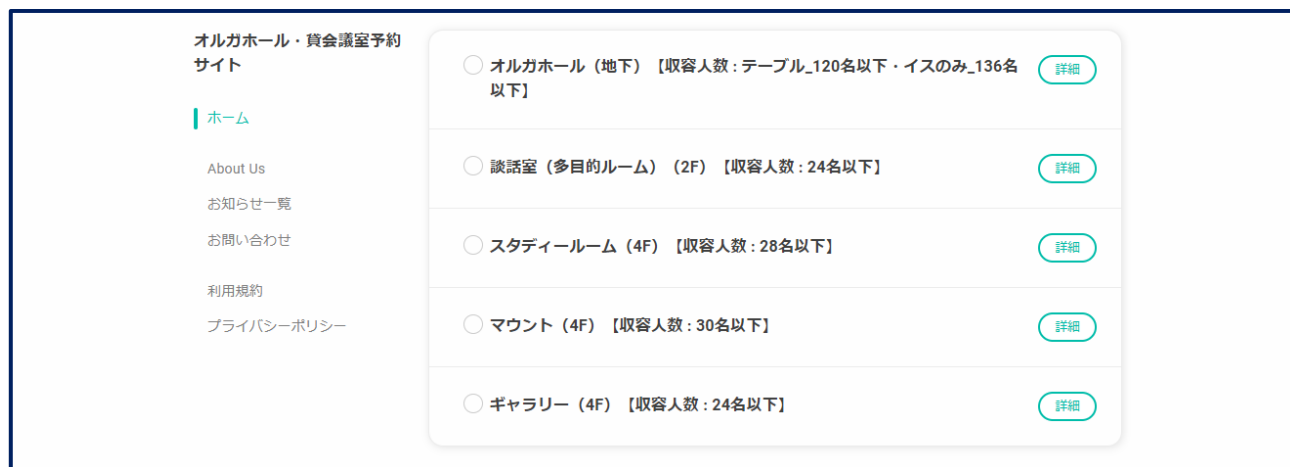 オルガホール・貸会議室予約
サイト
ホーム
About Us
お知らせ一覧
お問い合わせ
利用規約
プライバシーポリシー
オルガホール（地下）【収容人数 : テーブル_120名以下・イスのみ_136名
以下】
詳細
談話室（多目的ルーム）（2F）【収容人数 : 24名以下】
詳細
スタディールーム（4F）【収容人数 : 28名以下】
詳細
マウント（4F）【収容人数 : 30名以下】
詳細
ギャラリー（4F）【収容人数 : 24名以下】
詳細